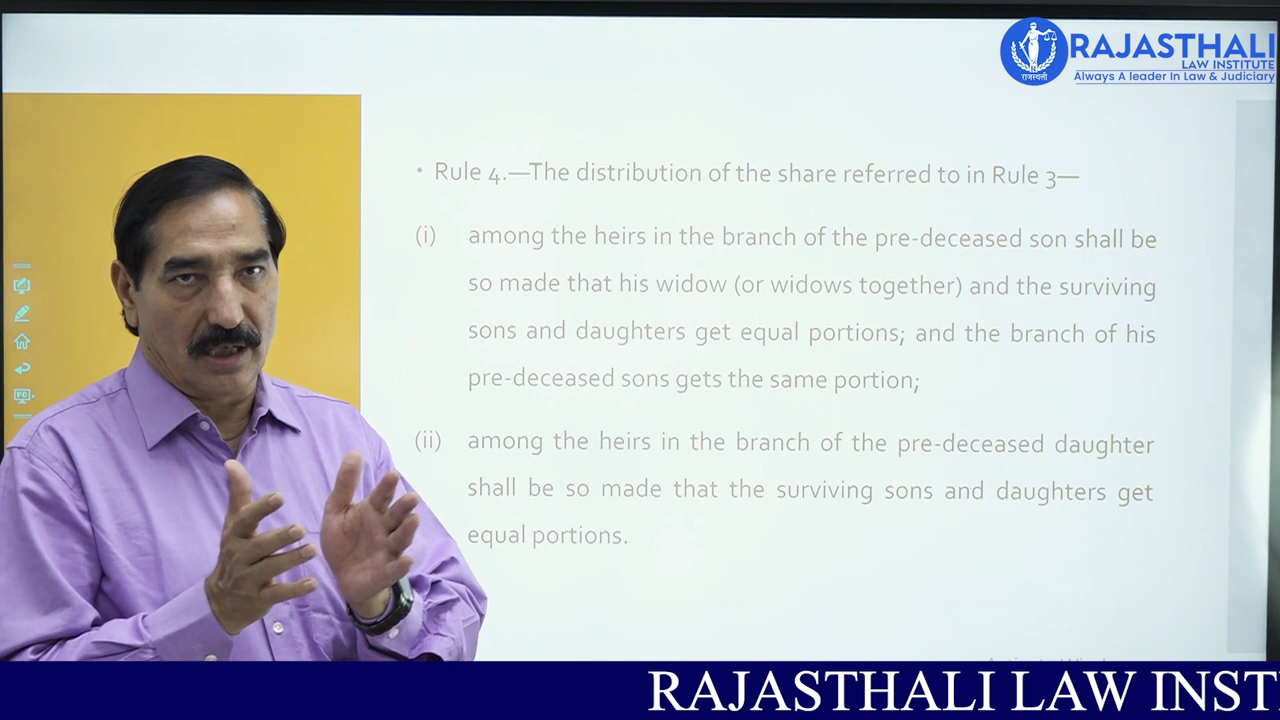 RAJASTHALI
LAW INSTITUTE
Always A leader In Law & Judiciary
राजस्थली
• Rule 4.—The distribution of the share referred to in Rule 3—
(i) among the heirs in the branch of the pre-deceased son shall be
so made that his widow (or widows together) and the surviving
sons and daughters get equal portions; and the branch of his
pre-deceased sons gets the same portion;
(ii) among the heirs in the branch of the pre-deceased daughter
shall be so made that the surviving sons and daughters get
equal portions.
RAJASTHALI LAW INST